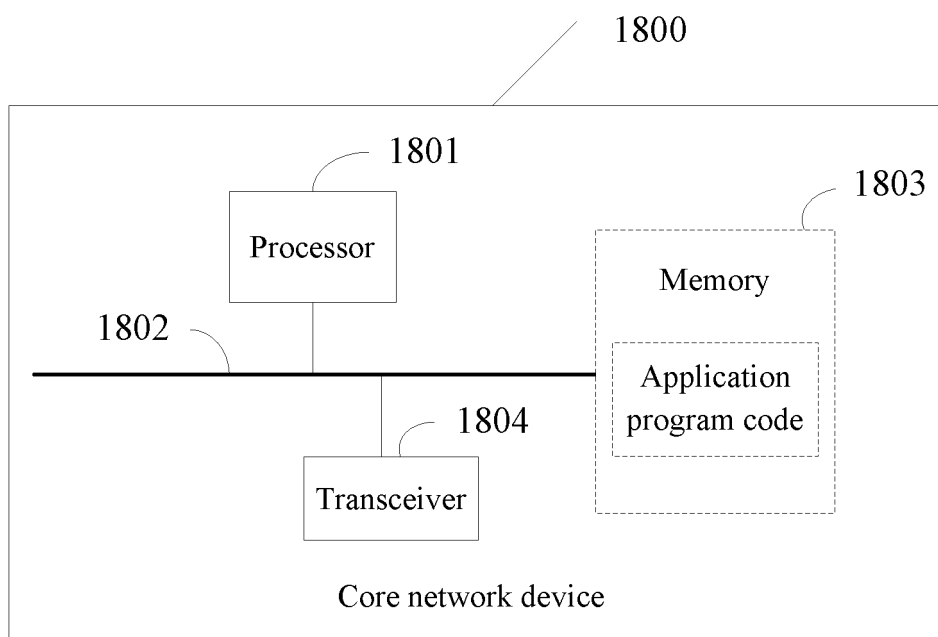 1800
1801
1803
Processor
Memory
1802
Application
program code
1804
Transceiver
Core network device